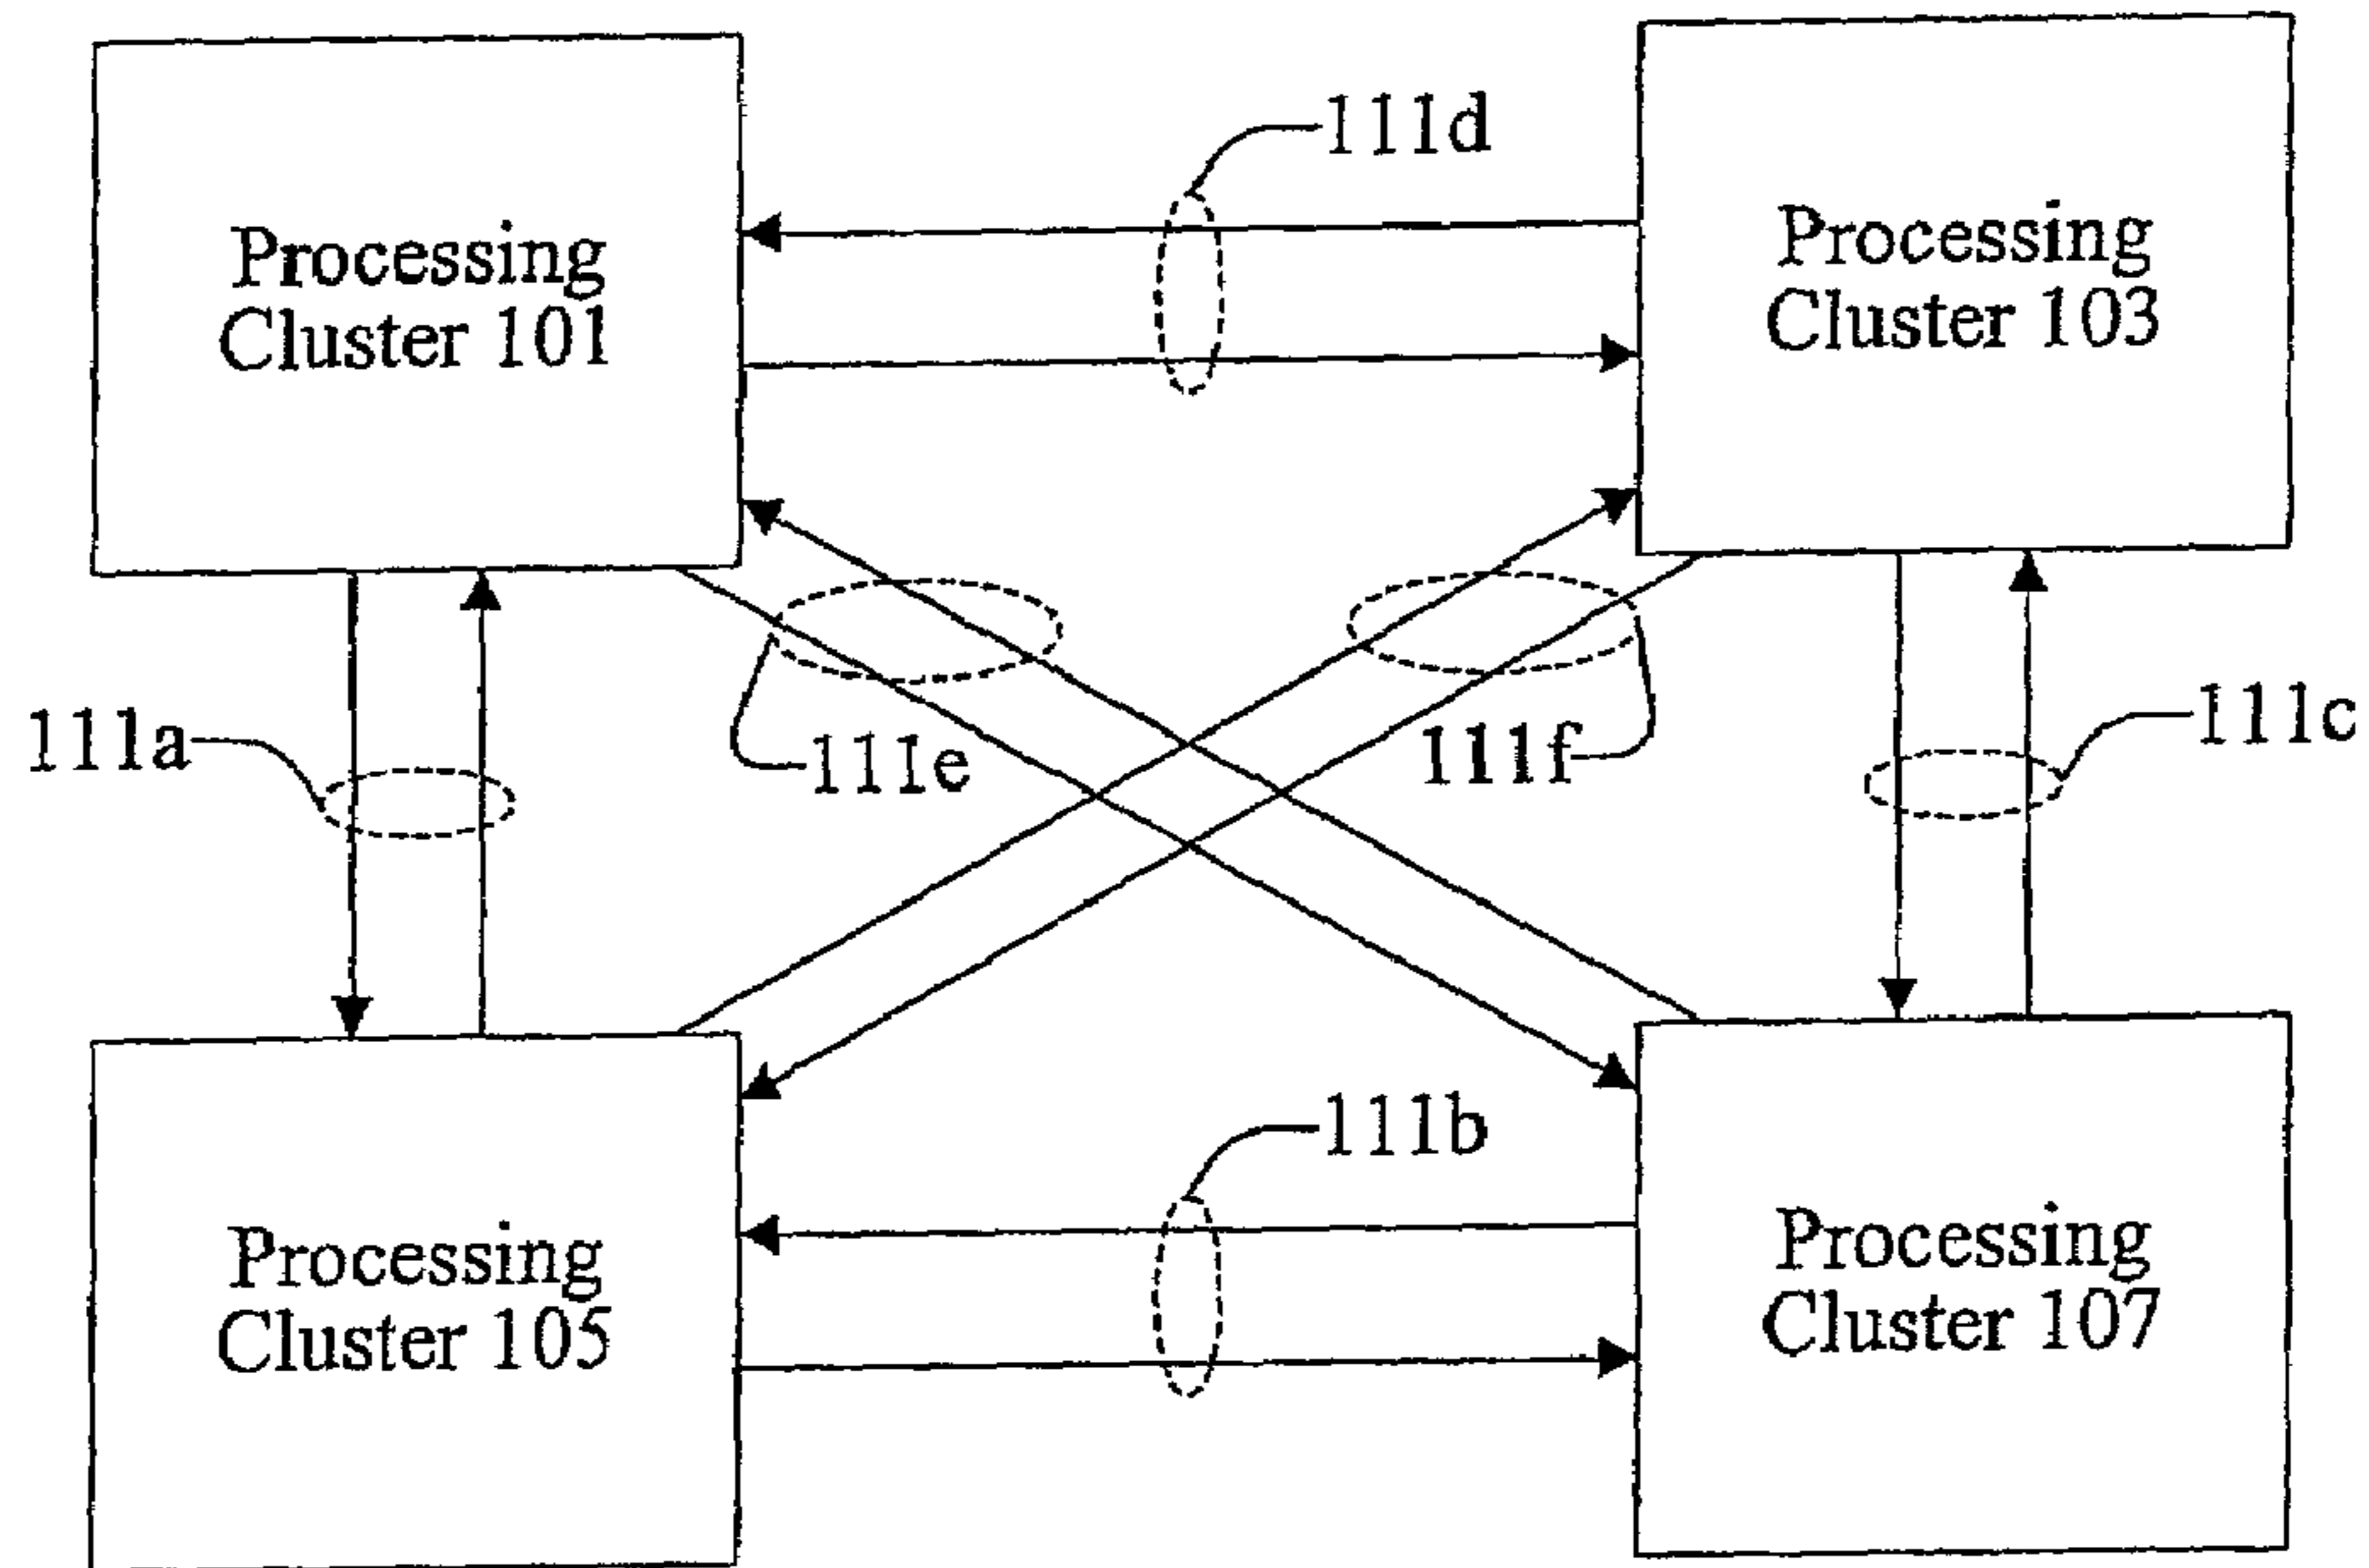 111d
Processing
Cluster 101
Processing
Cluster 103
111a
111e
111f
111c
111b
Processing
Cluster 105
Processing
Cluster 107